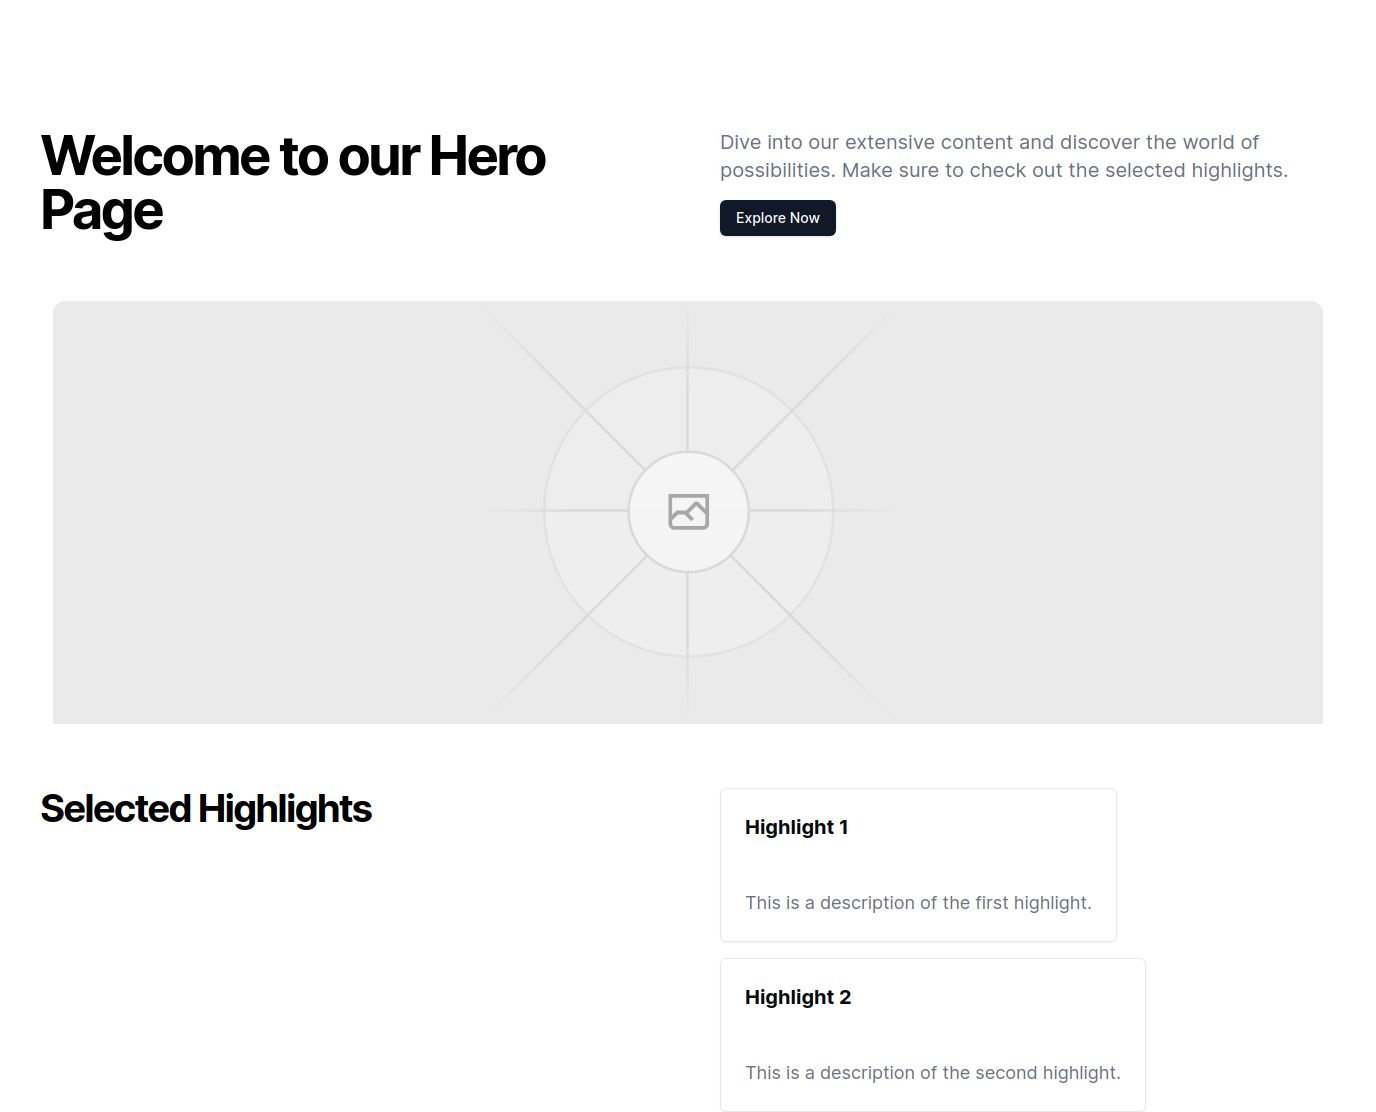 Welcome to our Hero
Page
Dive into our extensive content and discover the world of
possibilities. Make sure to check out the selected highlights.
Explore Now
Selected Highlights
Highlight 1
This is a description of the first highlight.
Highlight 2
This is a description of the second highlight.